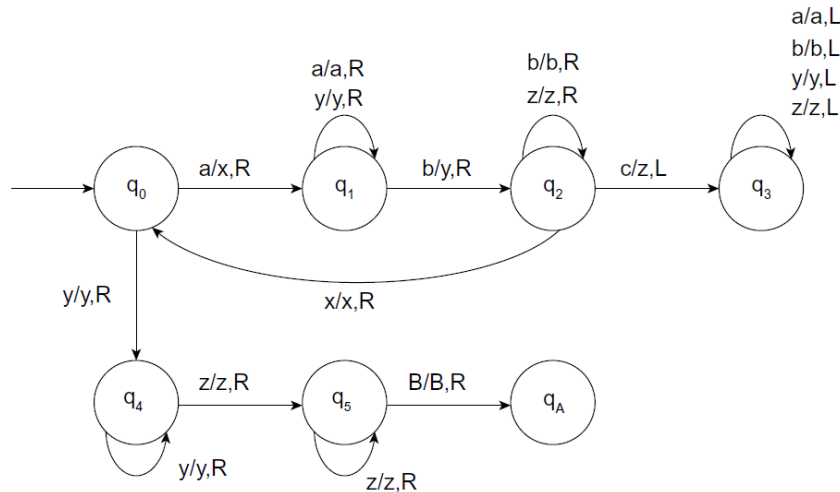 a/a,L
b/b,L
y/y,L
z/z,L
a/a,R
y/y,R
b/b,R
z/z,R
q0
a/x,R
q1
b/y,R
q2
c/z,L
q3
y/y,R
x/x,R
q4
z/z,R
q5
B/B,R
qA
y/y,R
z/z,R